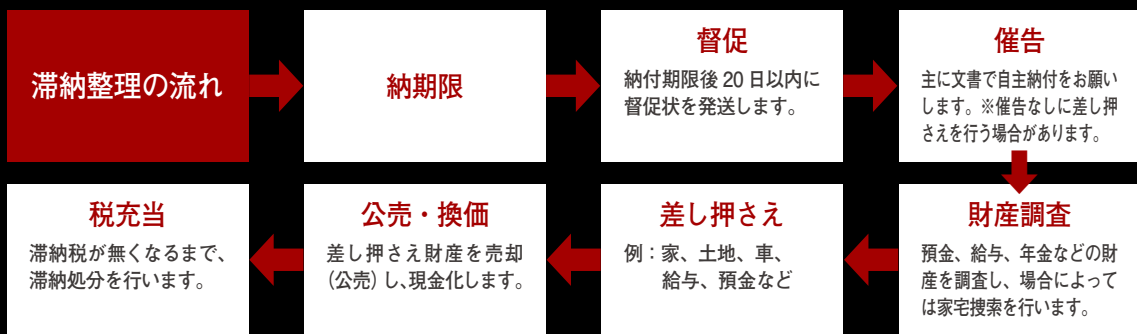 滞納整理の流れ
納期限
督促
納付期限後 20 日以内に
督促状を発送します。
催告
主に文書で自主納付をお願い
します。※催告なしに差し押
さえを行う場合があります。
財産調査
預金、給与、年金などの財
産を調査し、場合によって
は家宅捜索を行います。
差し押さえ
例：家、土地、車、
給与、預金など
公売・換価
差し押さえ財産を売却
(公売) し、現金化します。
税充当
滞納税が無くなるまで、
滞納処分を行います。